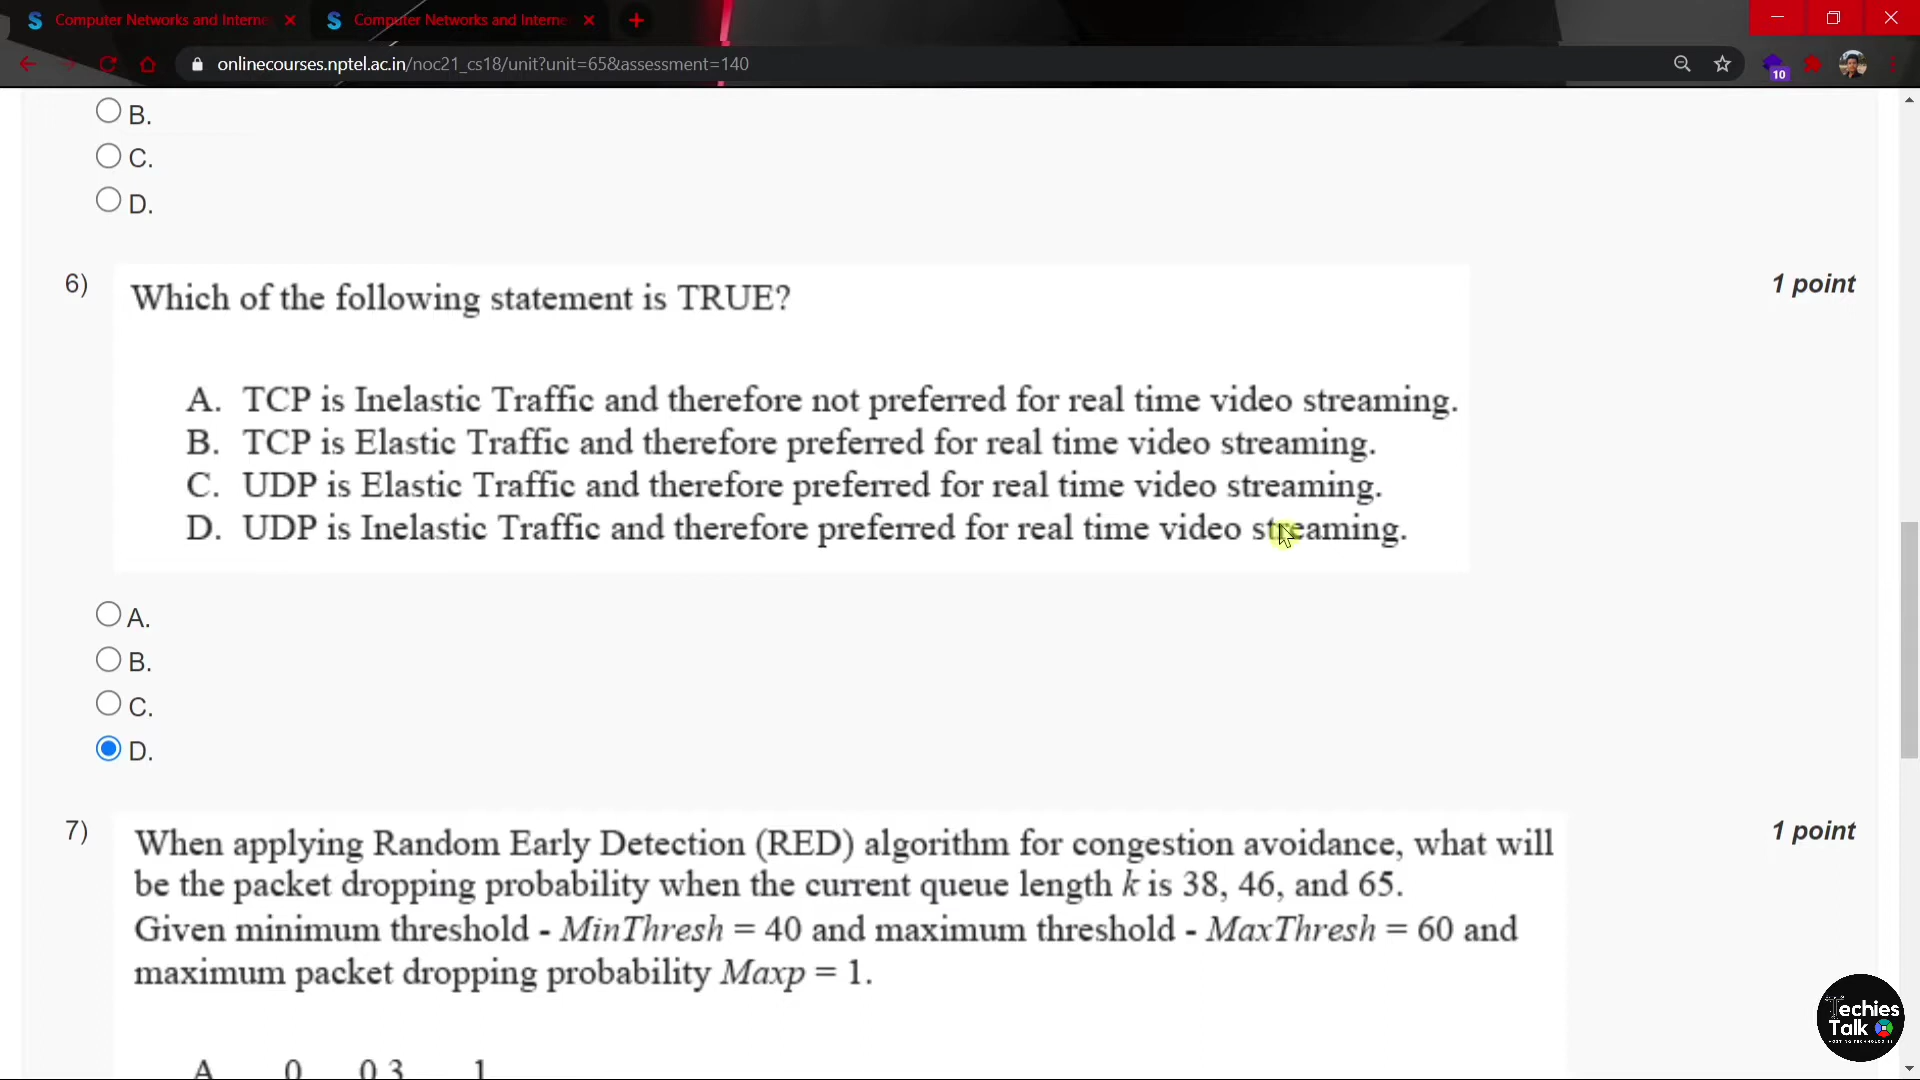 Computer Networks and Interne
Computer Networks and Interne
onlinecourses.nptel.ac.in/noc21_cs18/unit?unit=65&assessment=140
10
B.
C.
D.
6)
1 point
Which of the following statement is TRUE?
A. TCP is Inelastic Traffic and therefore not preferred for real time video streaming.
B. TCP is Elastic Traffic and therefore preferred for real time video streaming.
C. UDP is Elastic Traffic and therefore preferred for real time video streaming.
D. UDP is Inelastic Traffic and therefore preferred for real time video streaming.
A.
B.
C.
D.
7)
1 point
When applying Random Early Detection (RED) algorithm for congestion avoidance, what will
be the packet dropping probability when the current queue length k is 38, 46, and 65.
Given minimum threshold - MinThresh = 40 and maximum threshold - MaxThresh = 60 and
maximum packet dropping probability Maxp = 1.
A 0 0.3 1
Techies
Talk